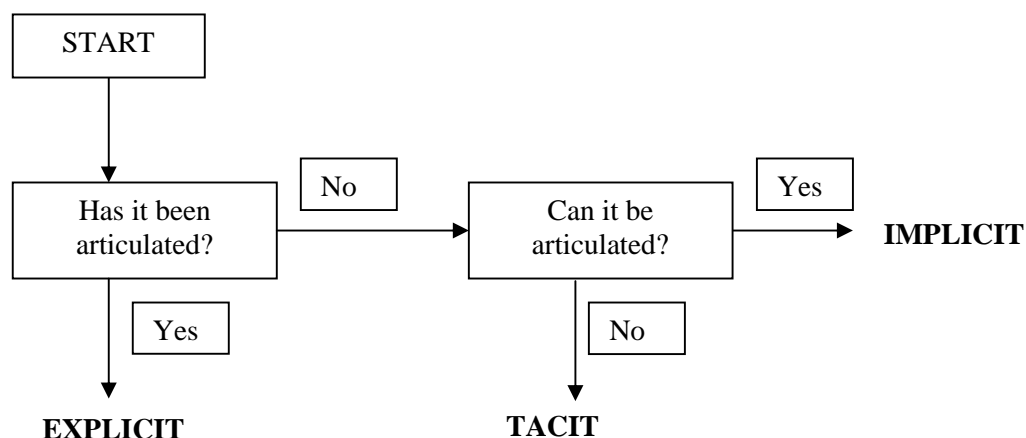 START
Has it been
articulated?
No
Can it be
articulated?
Yes
IMPLICIT
Yes
No
EXPLICIT
TACIT